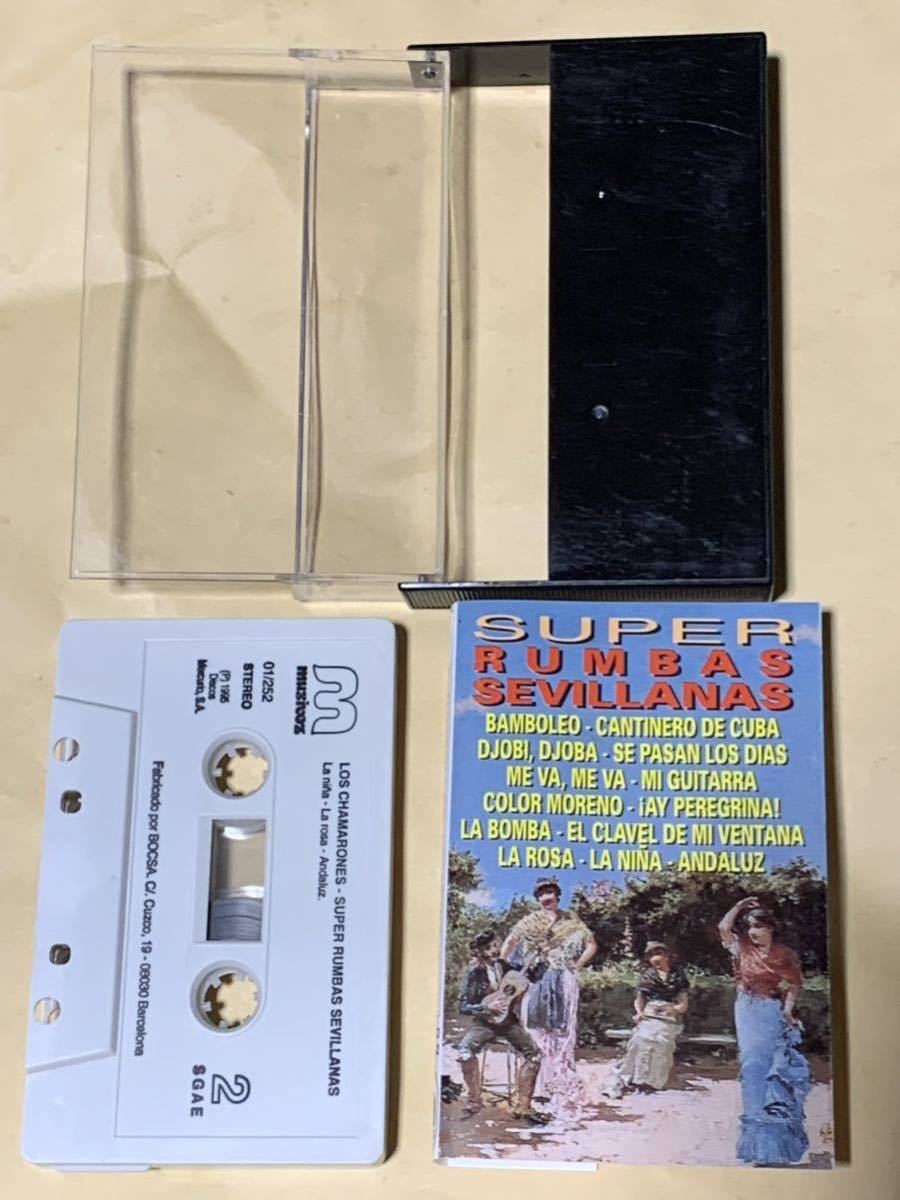 SUPER
RUMBAS
SEVILLANAS
BAMBOLEO - CANTINERO DE CUBA
DJOBI, DJOBA - SE PASAN LOS DIAS
ME VA, ME VA - MI GUITARRA
COLOR MORENO - ¡AY PEREGRINA!
LA BOMBA - EL CLAVEL DE MI VENTANA
LA ROSA - LA NIÑA - ANDALUZ
LOS CHAMARONES - SUPER RUMBAS SEVILLANAS
La niña - La rosa - Andaluz.
m
musivoz
01/252
STEREO
(P) 1995
Discos
Mercurio, S.A.
2
SGAE
Fabricado por BOCSA. C/. Cuzco, 19 - 08030 Barcelona